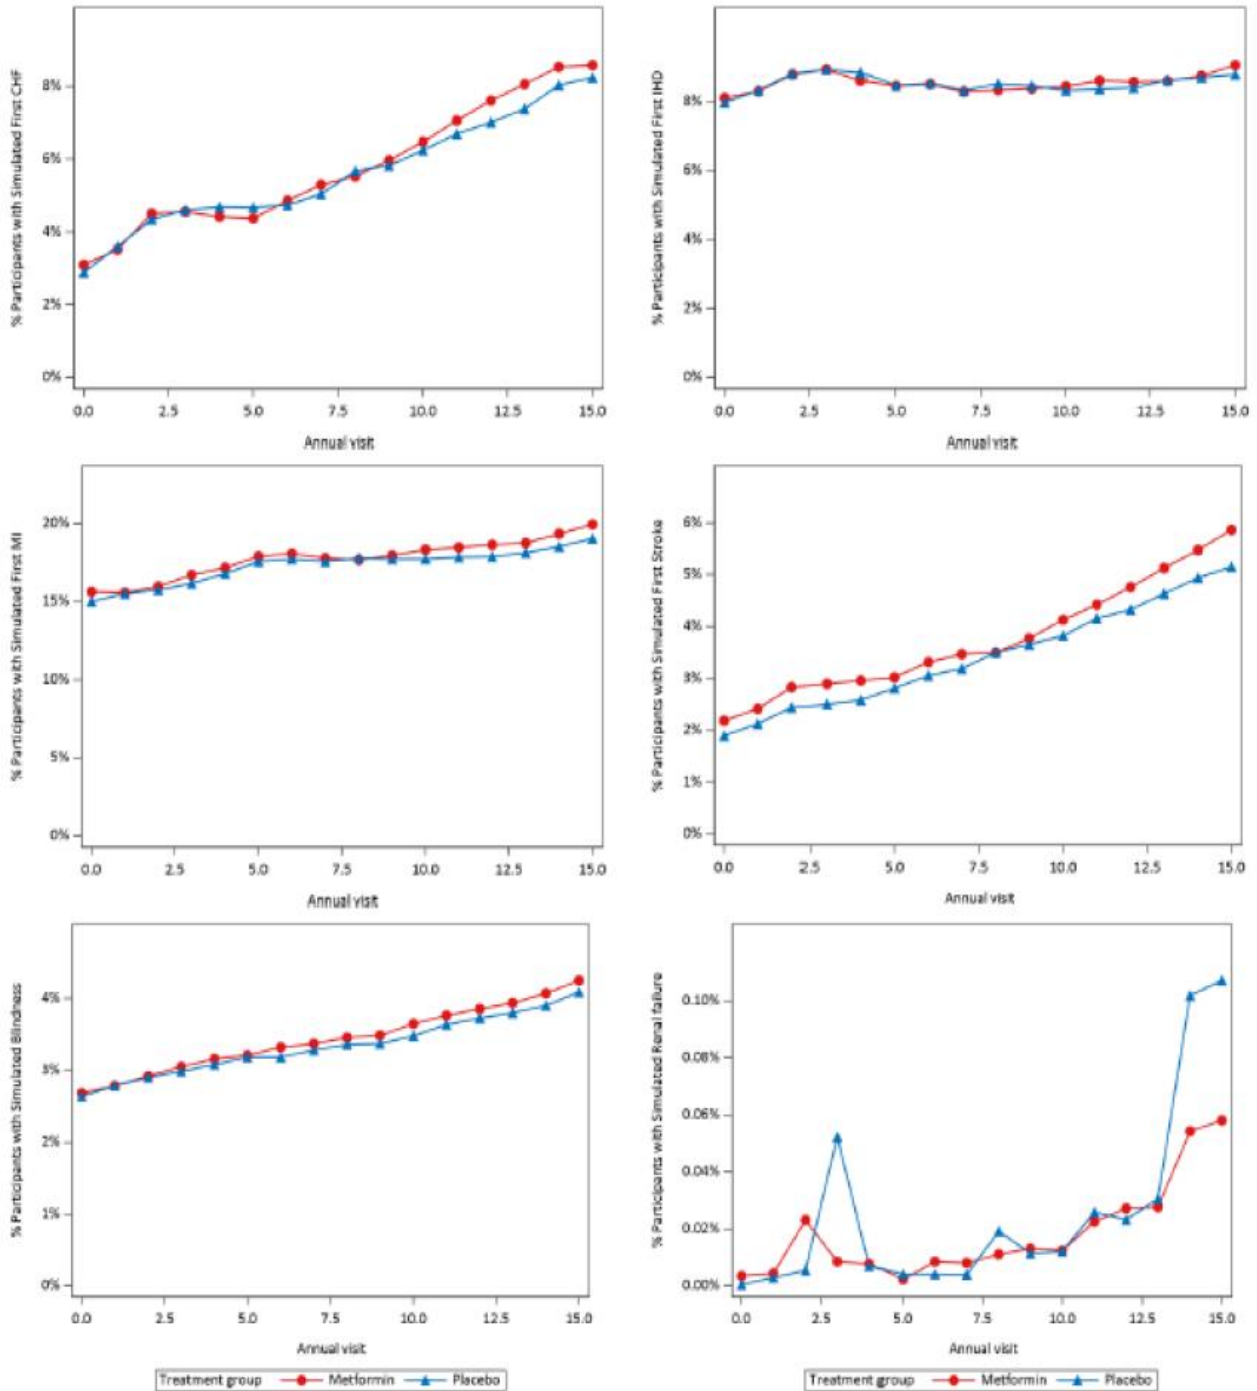 % Participants with Simulated First CHF
8%
6%
4%
2%
0%
0.0 2.5 5.0 7.5 10.0 12.5 15.0
Annual visit
% Participants with Simulated First IHD
8%
6%
4%
2%
0%
0.0 2.5 5.0 7.5 10.0 12.5 15.0
Annual visit
% Participants with Simulated First MI
20%
15%
10%
5%
0%
0.0 2.5 5.0 7.5 10.0 12.5 15.0
Annual visit
% Participants with Simulated First Stroke
6%
5%
4%
3%
2%
1%
0%
0.0 2.5 5.0 7.5 10.0 12.5 15.0
Annual visit
% Participants with Simulated Blindness
4%
3%
2%
1%
0%
0.0 2.5 5.0 7.5 10.0 12.5 15.0
Annual visit
Treatment group Metformin Placebo
% Participants with Simulated Renal failure
0.10%
0.08%
0.06%
0.04%
0.02%
0.00%
0.0 2.5 5.0 7.5 10.0 12.5 15.0
Annual visit
Treatment group Metformin Placebo